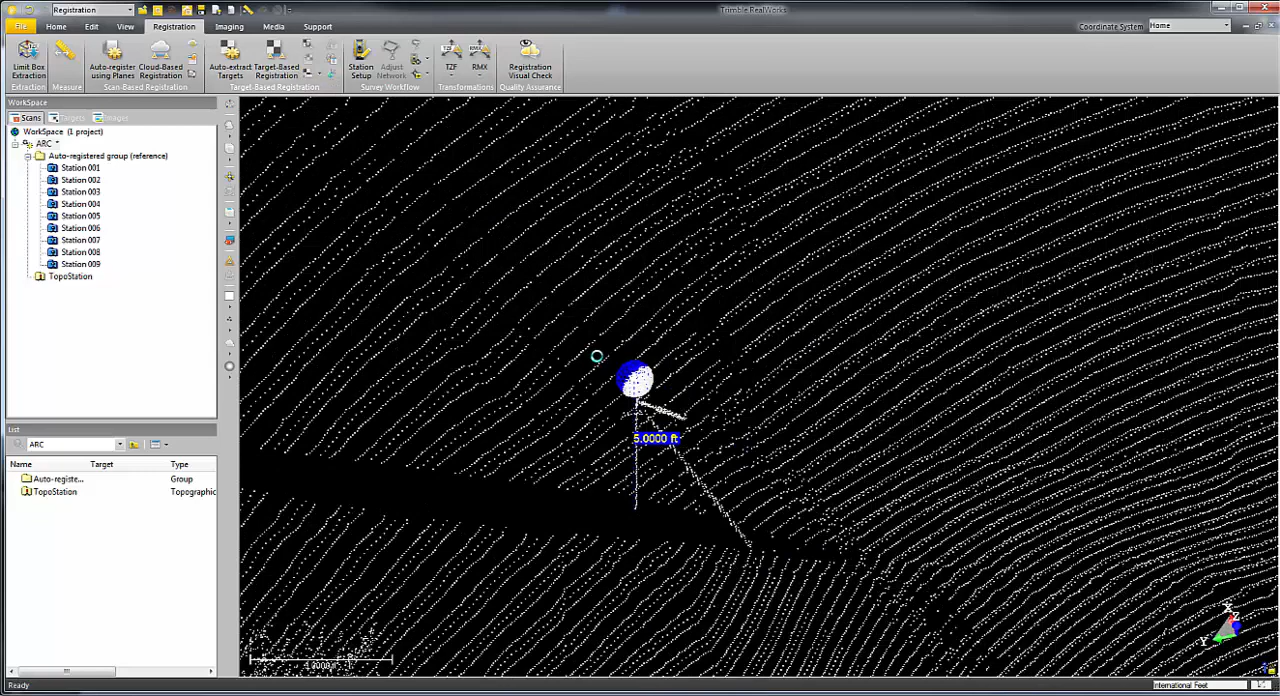 Registration
Trimble RealWorks
File Home Edit View Registration Imaging Media Support
Coordinate System Home
Limit Box Extraction
Auto-register using Planes
Cloud-Based Registration
Auto-extract Targets
Target-Based Registration
Station Setup
Adjust Network
TZF
RMX
Registration Visual Check
Extraction Measure Scan-Based Registration Target-Based Registration Survey Workflow Transformations Quality Assurance
WorkSpace
Scans Targets Images
WorkSpace (1 project)
ARC
Auto-registered group (reference)
Station 001
Station 002
Station 003
Station 004
Station 005
Station 006
Station 007
Station 008
Station 009
TopoStation
5.0000 ft
List
ARC
Name Target Type
Auto-registe... Group
TopoStation Topographic
X
Z
Y
Ready
International Feet